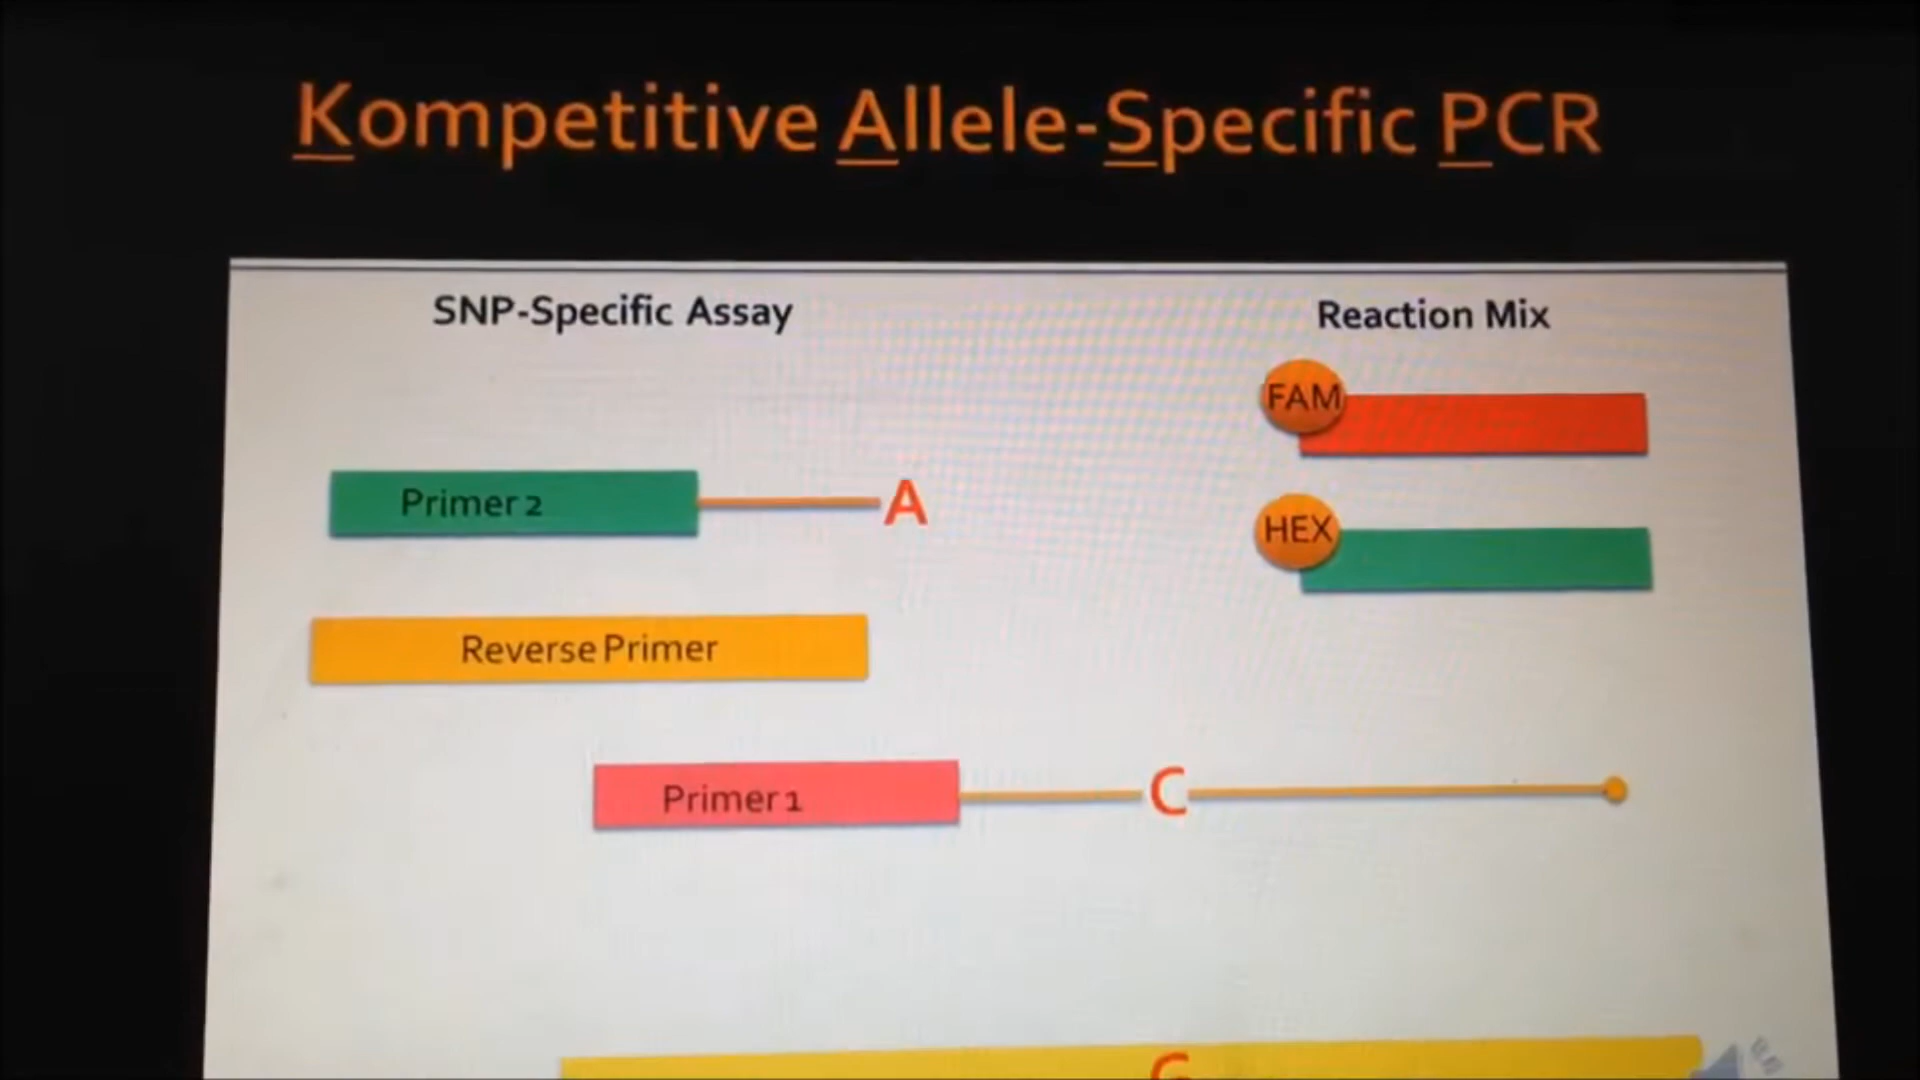 Kompetitive Allele-Specific PCR
SNP-Specific Assay
Reaction Mix
FAM
Primer 2
A
HEX
Reverse Primer
Primer 1
C